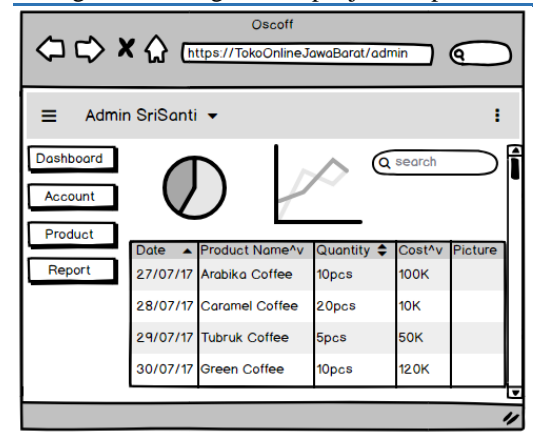 Oscoff
https://TokoOnlineJawaBarat/admin
Admin SriSanti
search
Dashboard
Account
Product
Report
Date Product Name^v Quantity Cost^v Picture
27/07/17 Arabika Coffee 10pcs 100K
28/07/17 Caramel Coffee 20pcs 10K
29/07/17 Tubruk Coffee 5pcs 50K
30/07/17 Green Coffee 10pcs 120K